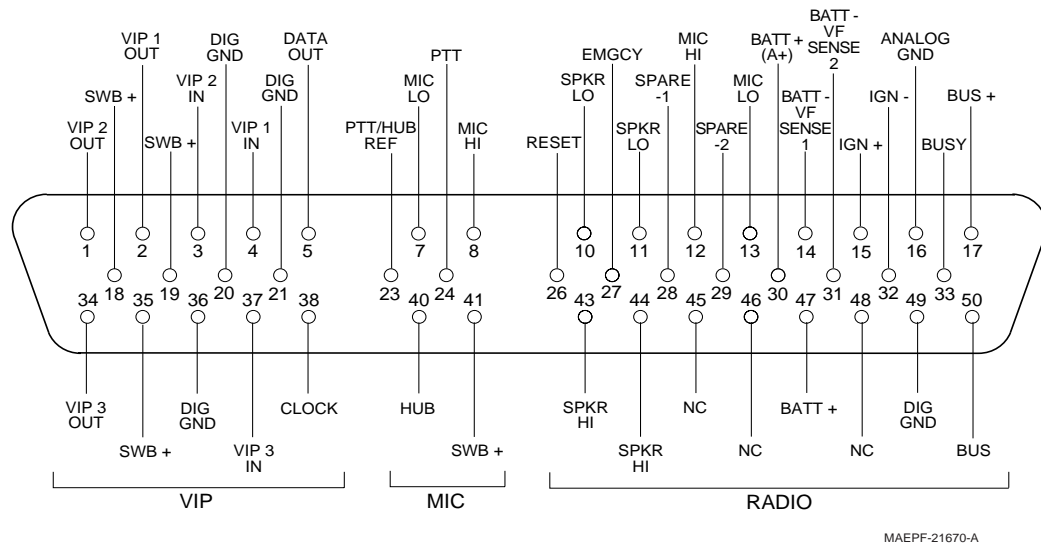 BATT -
VF
SENSE
2
VIP 1
OUT
DIG
GND
DATA
OUT
PTT
EMGCY
MIC
HI
BATT +
(A+)
ANALOG
GND
SWB +
VIP 2
IN
DIG
GND
MIC
LO
SPKR
LO
SPARE
-1
MIC
LO
BATT -
VF
SENSE
1
IGN -
BUS +
VIP 2
OUT
SWB +
VIP 1
IN
PTT/HUB
REF
MIC
HI
RESET
SPKR
LO
SPARE
-2
IGN +
BUSY
1 2 3 4 5 7 8 10 11 12 13 14 15 16 17
18 19 20 21 23 24 26 27 28 29 30 31 32 33
34 35 36 37 38 40 41 43 44 45 46 47 48 49 50
VIP 3
OUT
DIG
GND
CLOCK
HUB
SPKR
HI
NC
BATT +
DIG
GND
SWB +
VIP 3
IN
SWB +
SPKR
HI
NC
NC
BUS
VIP
MIC
RADIO
MAEPF-21670-A